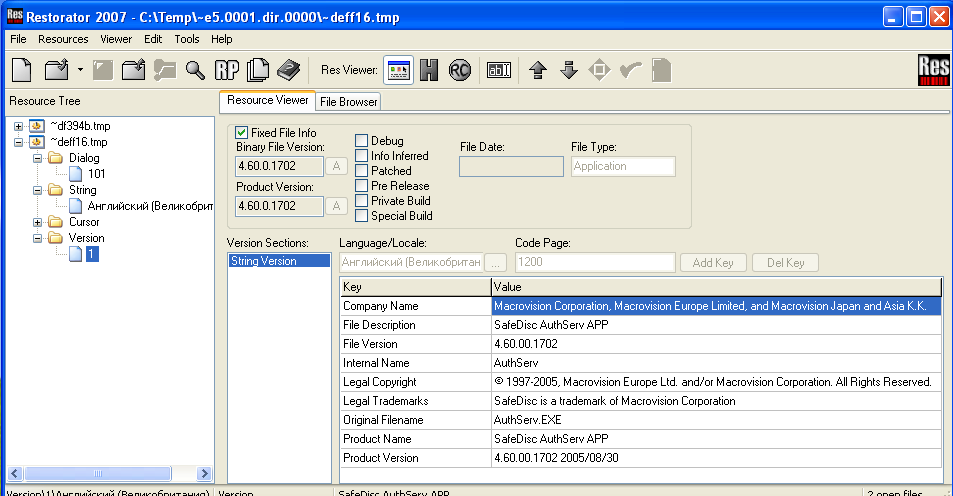 Res Restorator 2007 - C:\Temp\~e5.0001.dir.0000\~deff16.tmp
File Resources Viewer Edit Tools Help
RP Res Viewer: H RC ab Res
Resource Tree
Resource Viewer File Browser
~df394b.tmp
~deff16.tmp
Dialog
101
String
Английский (Великобрит
Cursor
Version
1
Fixed File Info
Binary File Version:
4.60.0.1702 A
Product Version:
4.60.0.1702 A
Debug
Info Inferred
Patched
Pre Release
Private Build
Special Build
File Date:
File Type:
Application
Version Sections:
String Version
Language/Locale:
Английский (Великобритан ...
Code Page:
1200
Add Key Del Key
Key Value
Company Name Macrovision Corporation, Macrovision Europe Limited, and Macrovision Japan and Asia K.K.
File Description SafeDisc AuthServ APP
File Version 4.60.00.1702
Internal Name AuthServ
Legal Copyright © 1997-2005, Macrovision Europe Ltd. and/or Macrovision Corporation. All Rights Reserved.
Legal Trademarks SafeDisc is a trademark of Macrovision Corporation
Original Filename AuthServ.EXE
Product Name SafeDisc AuthServ APP
Product Version 4.60.00.1702 2005/08/30
Version\1\Английский (Великобритания) Version SafeDisc AuthServ APP 2 open files